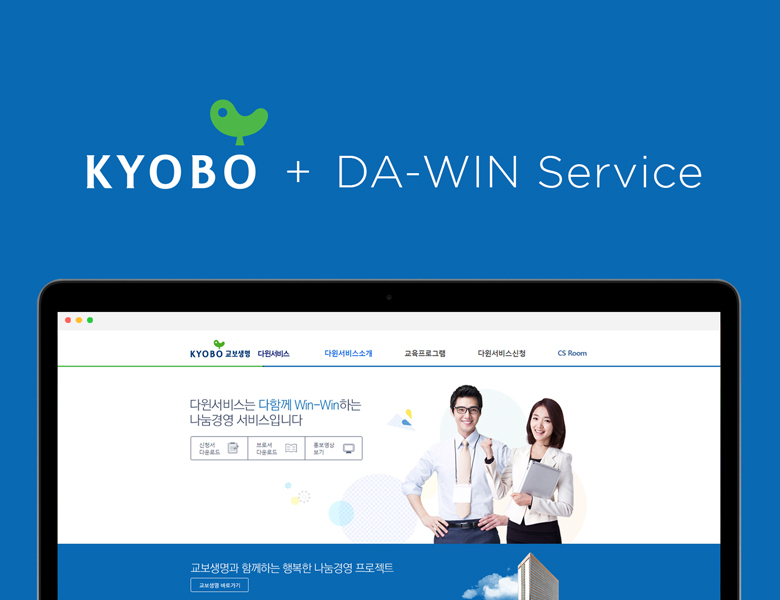 KYOBO + DA-WIN Service
KYOBO 교보생명 다윈서비스 다윈서비스소개 교육프로그램 다윈서비스신청 CS Room
다윈서비스는 다함께 Win-Win하는
나눔경영 서비스입니다
신청서 브로셔 홍보영상
다운로드 다운로드 보기
교보생명과 함께하는 행복한 나눔경영 프로젝트
교보생명 바로가기